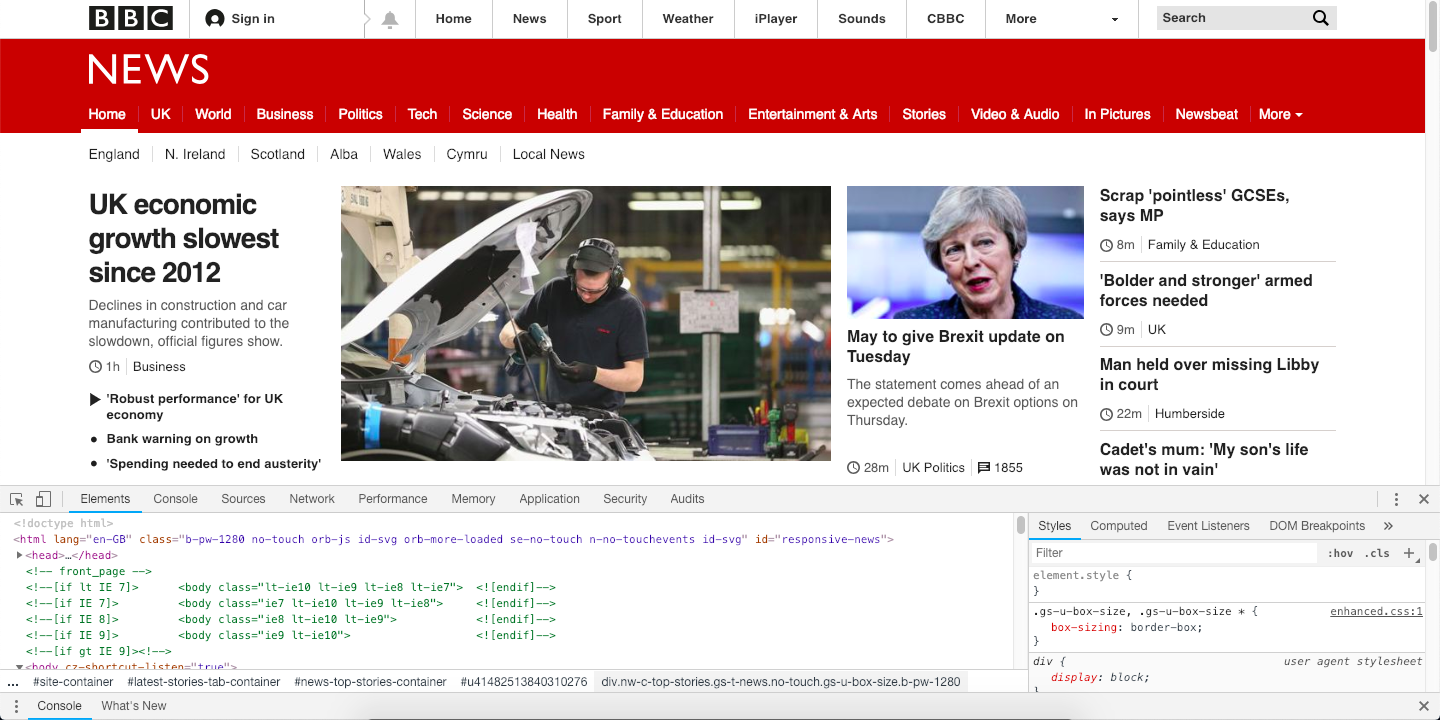 BBC Sign in Home News Sport Weather iPlayer Sounds CBBC More Search
NEWS
Home UK World Business Politics Tech Science Health Family & Education Entertainment & Arts Stories Video & Audio In Pictures Newsbeat More
England N. Ireland Scotland Alba Wales Cymru Local News
UK economic
growth slowest
since 2012
Declines in construction and car
manufacturing contributed to the
slowdown, official figures show.
1h Business
'Robust performance' for UK
economy
Bank warning on growth
'Spending needed to end austerity'
May to give Brexit update on
Tuesday
The statement comes ahead of an
expected debate on Brexit options on
Thursday.
28m UK Politics 1855
Scrap 'pointless' GCSEs,
says MP
8m Family & Education
'Bolder and stronger' armed
forces needed
9m UK
Man held over missing Libby
in court
22m Humberside
Cadet's mum: 'My son's life
was not in vain'
Elements Console Sources Network Performance Memory Application Security Audits
<!doctype html>
<html lang="en-GB" class="b-pw-1280 no-touch orb-js id-svg orb-more-loaded se-no-touch n-no-touchevents id-svg" id="responsive-news">
<head>…</head>
<!-- front_page -->
<!--[if lt IE 7]> <body class="lt-ie10 lt-ie9 lt-ie8 lt-ie7"> <![endif]-->
<!--[if IE 7]> <body class="ie7 lt-ie10 lt-ie9 lt-ie8"> <![endif]-->
<!--[if IE 8]> <body class="ie8 lt-ie10 lt-ie9"> <![endif]-->
<!--[if IE 9]> <body class="ie9 lt-ie10"> <![endif]-->
<!--[if gt IE 9]><!-->
<body cz-shortcut-listen="true">
... #site-container #latest-stories-tab-container #news-top-stories-container #u41482513840310276 div.nw-c-top-stories.gs-t-news.no-touch.gs-u-box-size.b-pw-1280
Styles Computed Event Listeners DOM Breakpoints »
Filter :hov .cls +
element.style {
}
.gs-u-box-size, .gs-u-box-size * { enhanced.css:1
box-sizing: border-box;
}
div { user agent stylesheet
display: block;
}
Console What's New